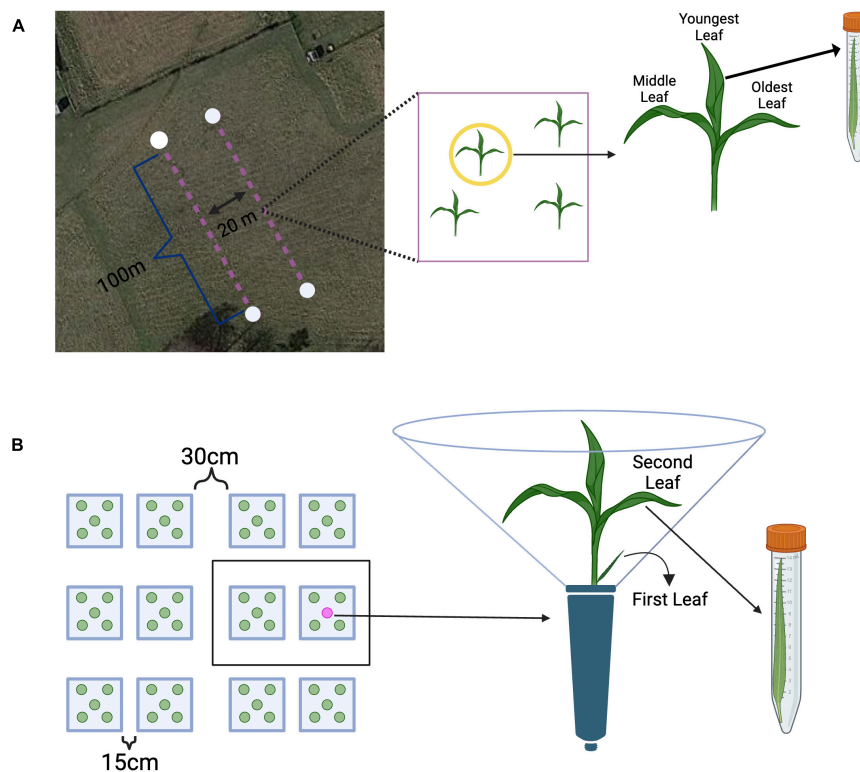 A
Youngest
Leaf
Middle
Leaf
Oldest
Leaf
20 m
100m
B
30cm
Second
Leaf
First Leaf
15cm